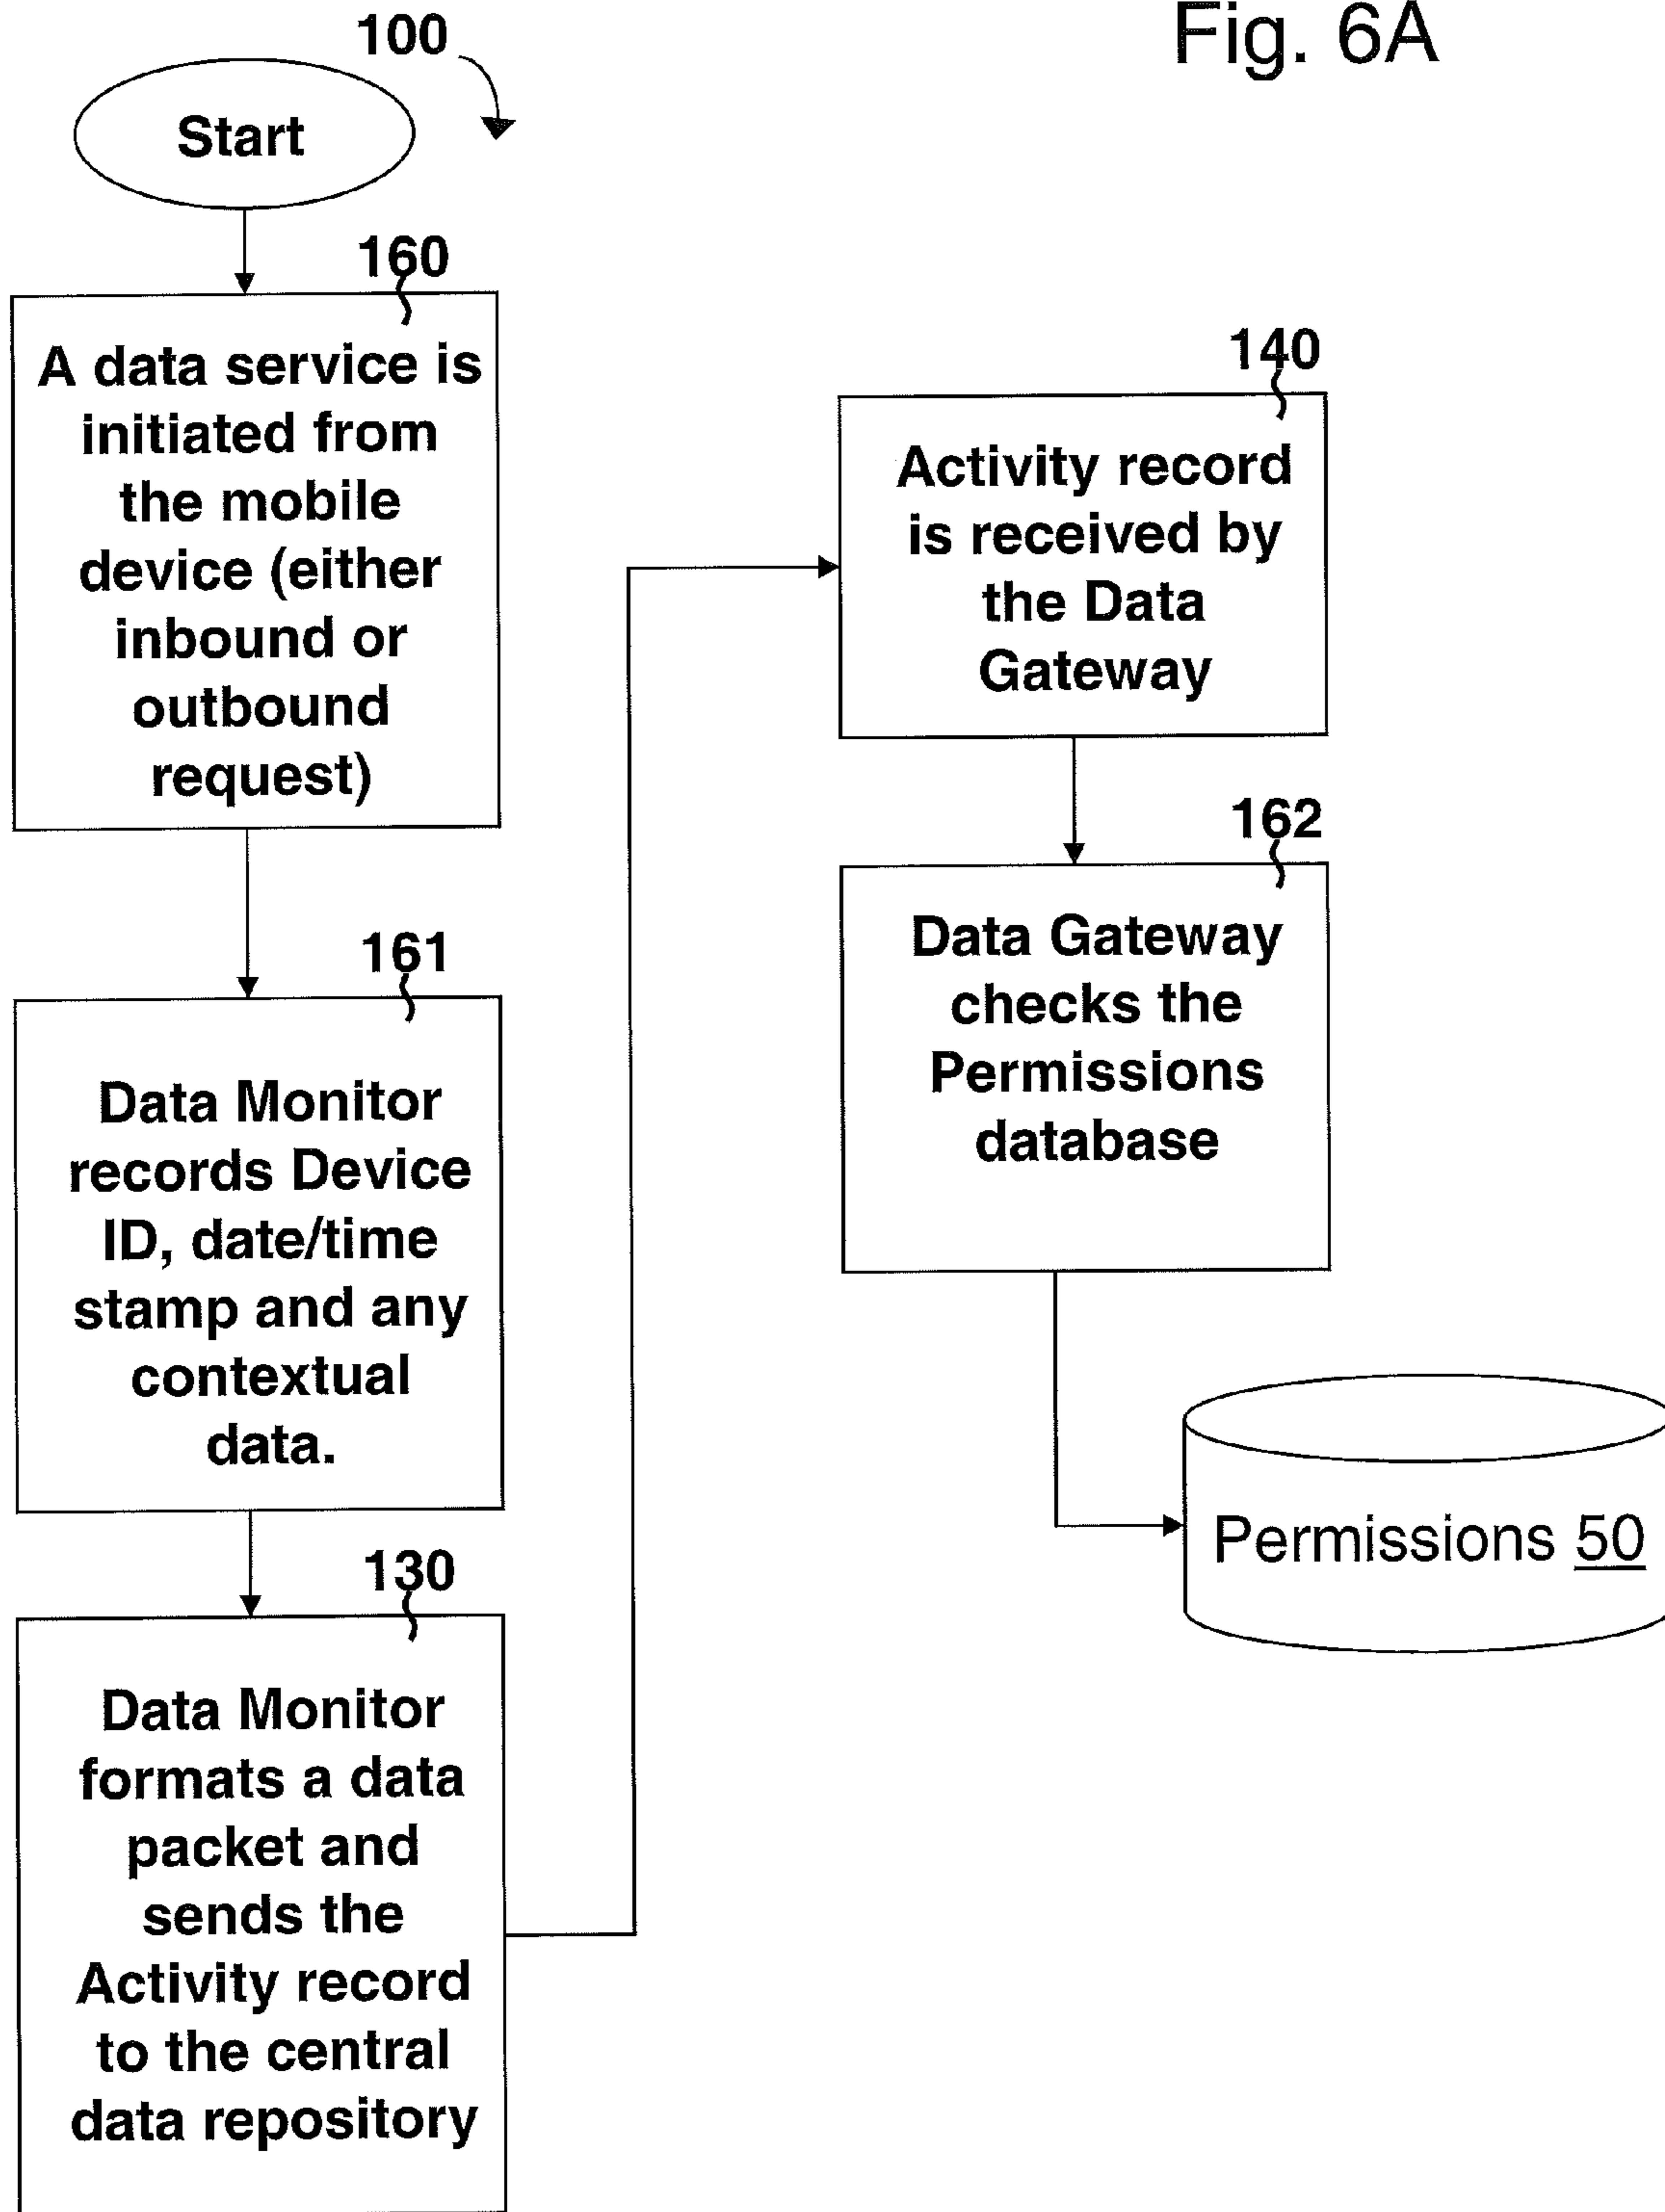 Fig. 6A
100
Start
160
A data service is
initiated from
the mobile
device (either
inbound or
outbound
request)
161
Data Monitor
records Device
ID, date/time
stamp and any
contextual
data.
130
Data Monitor
formats a data
packet and
sends the
Activity record
to the central
data repository
140
Activity record
is received by
the Data
Gateway
162
Data Gateway
checks the
Permissions
database
Permissions 50